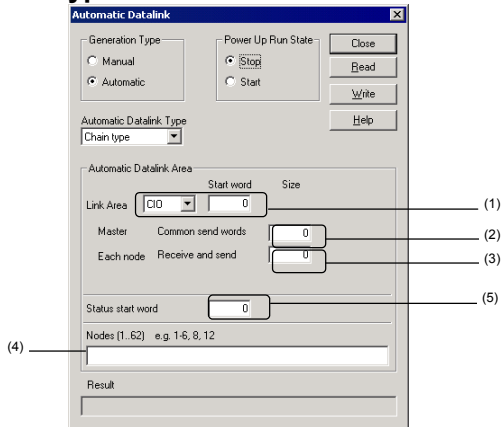 Automatic Datalink
Generation Type
Manual
Automatic
Power Up Run State
Stop
Start
Close
Read
Write
Help
Automatic Datalink Type
Chain type
Automatic Datalink Area
Start word Size
Link Area CIO 0
(1)
Master Common send words 0
(2)
Each node Receive and send 0
(3)
Status start word 0
(5)
Nodes (1..62) e.g. 1-6, 8, 12
(4)
Result